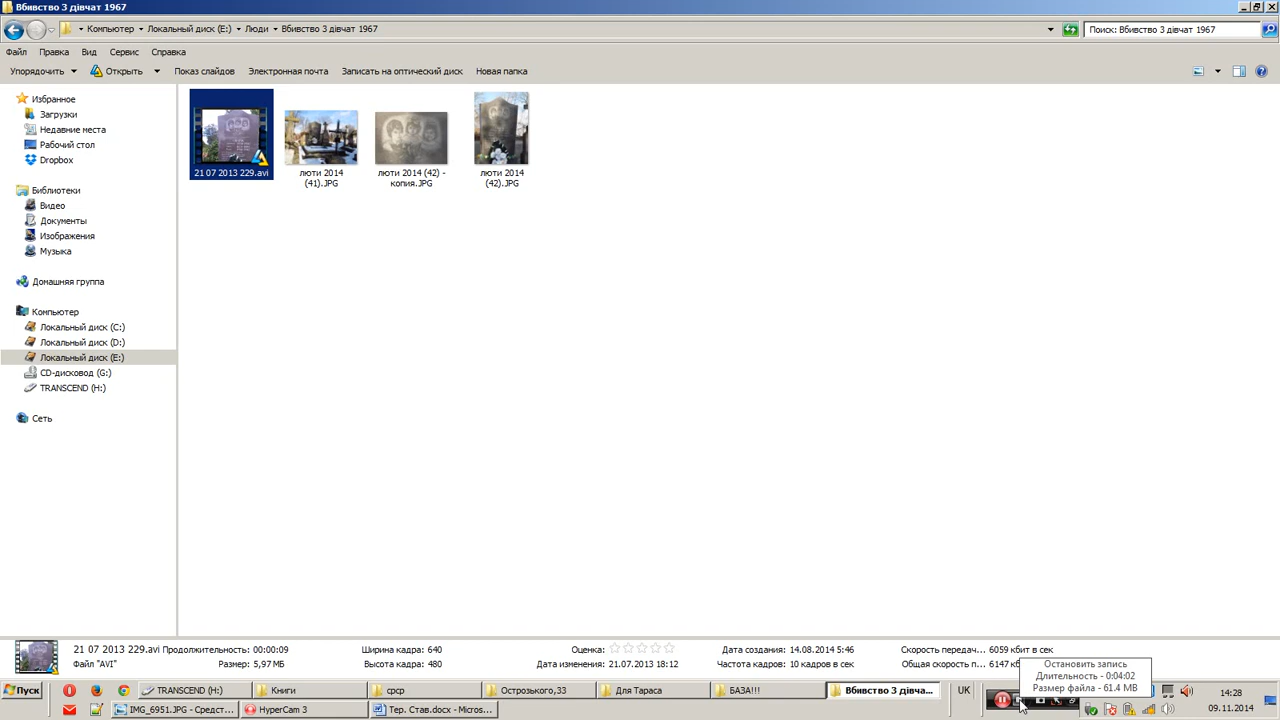 Вбивство 3 дівчат 1967
Компьютер
Локальный диск (E:)
Люди
Вбивство 3 дівчат 1967
Поиск: Вбивство 3 дівчат 1967
Файл Правка Вид Сервис Справка
Упорядочить Открыть Показ слайдов Электронная почта Записать на оптический диск Новая папка
Избранное
Загрузки
Недавние места
Рабочий стол
Dropbox
Библиотеки
Видео
Документы
Изображения
Музыка
Домашняя группа
Компьютер
Локальный диск (C:)
Локальный диск (D:)
Локальный диск (E:)
CD-дисковод (G:)
TRANSCEND (H:)
Сеть
21 07 2013 229.avi
люти 2014
(41).JPG
люти 2014 (42) -
копия.JPG
люти 2014
(42).JPG
21 07 2013 229.avi Продолжительность: 00:00:09
Файл "AVI"
Размер: 5,97 МБ
Ширина кадра: 640
Высота кадра: 480
Оценка:
Дата изменения: 21.07.2013 18:12
Дата создания: 14.08.2014 5:46
Частота кадров: 10 кадров в сек
Скорость передач... 6059 кбит в сек
Общая скорость п... 6147 кб
Остановить запись
Длительность - 0:04:02
Размер файла - 61.4 MB
Пуск
TRANSCEND (H:)
Книги
срср
Острозького,33
Для Тараса
БАЗА!!!
Вбивство 3 дівча...
UK
14:28
IMG_6951.JPG - Средст...
HyperCam 3
Тер. Став.docx - Micros...
09.11.2014